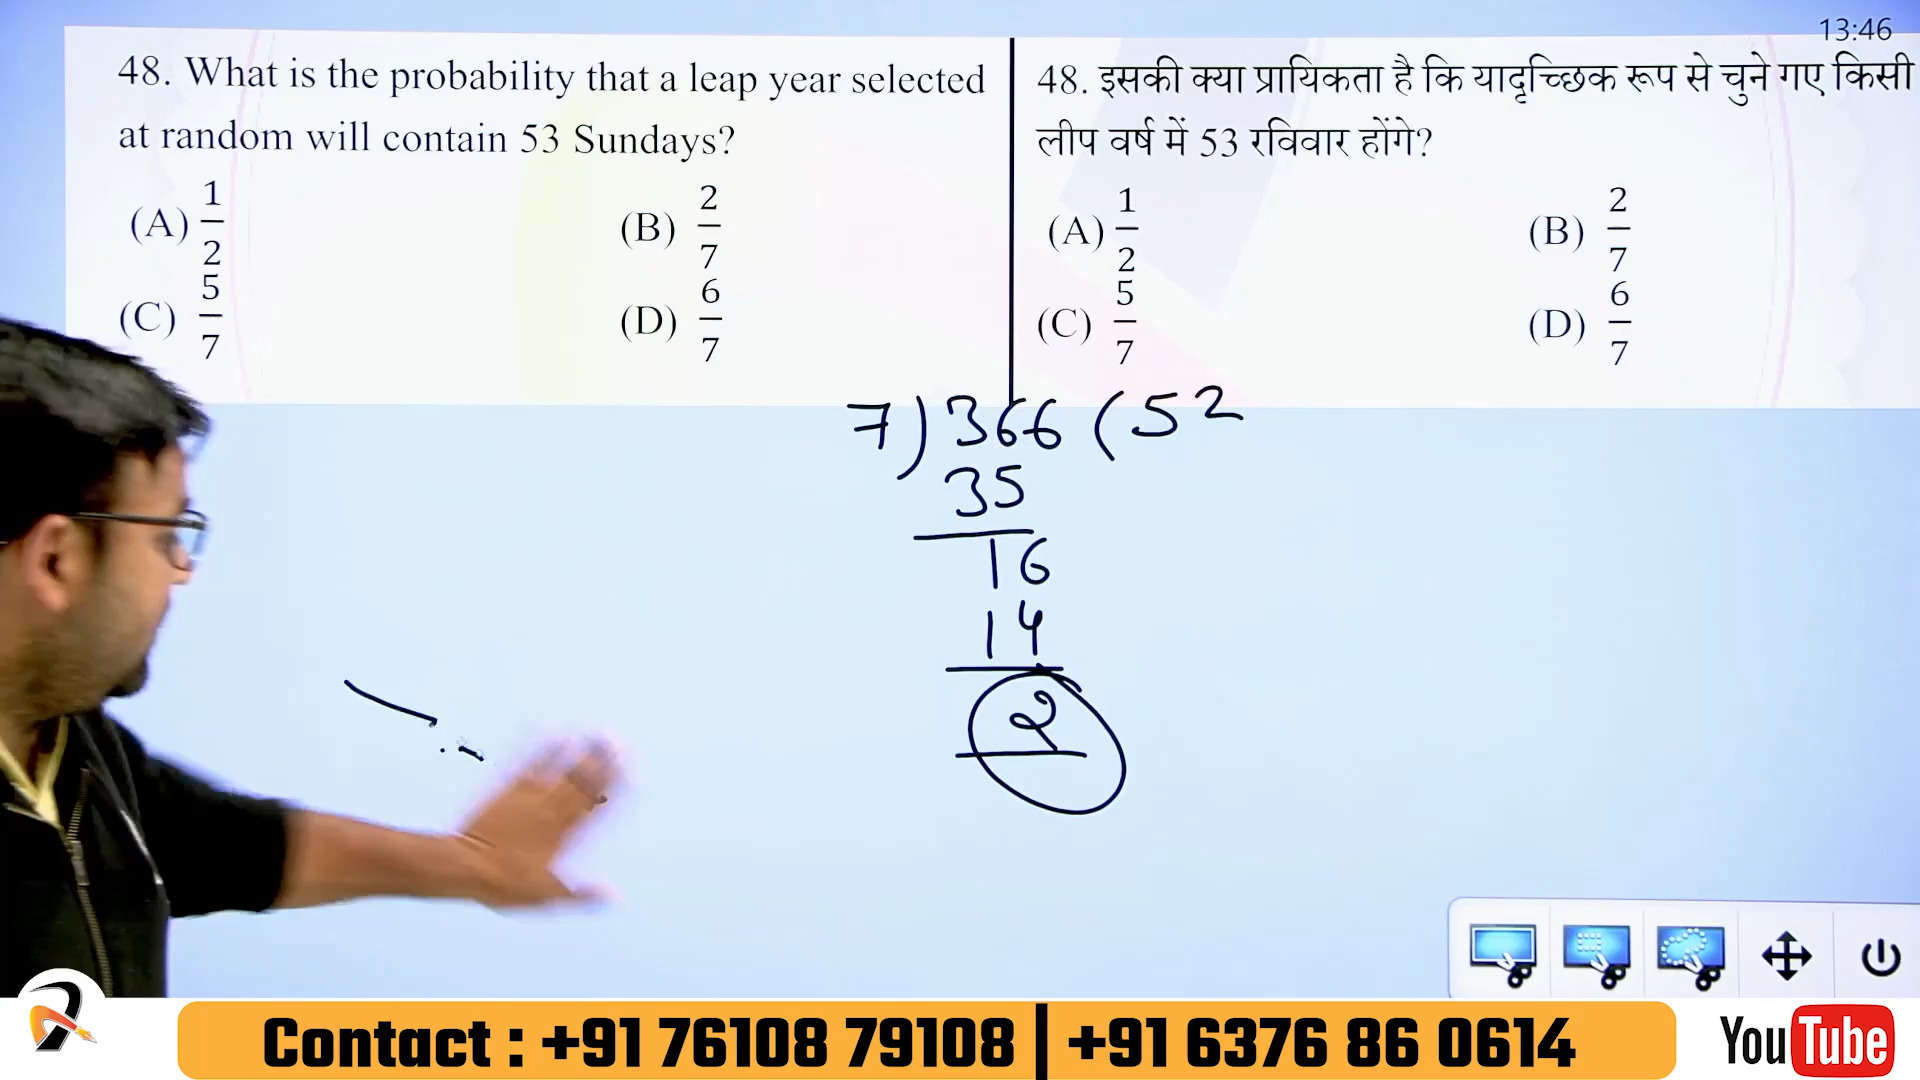 13:46
48. What is the probability that a leap year selected
at random will contain 53 Sundays?
(A) 1/2
(B) 2/7
(C) 5/7
(D) 6/7
48. इसकी क्या प्रायिकता है कि यादृच्छिक रूप से चुने गए किसी
लीप वर्ष में 53 रविवार होंगे?
(A) 1/2
(B) 2/7
(C) 5/7
(D) 6/7
7) 366 (52
35
16
14
2
Contact : +91 76108 79108 | +91 6376 86 0614
YouTube